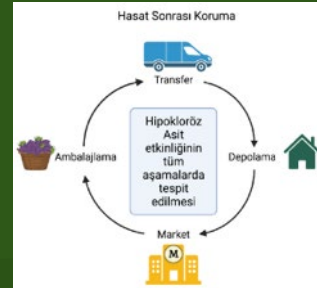 Hasat Sonrası Koruma
Transfer
Hipokloröz
Asit
etkinliğinin
tüm
aşamalarda
tespit
edilmesi
Ambalajlama
Depolama
Market
M